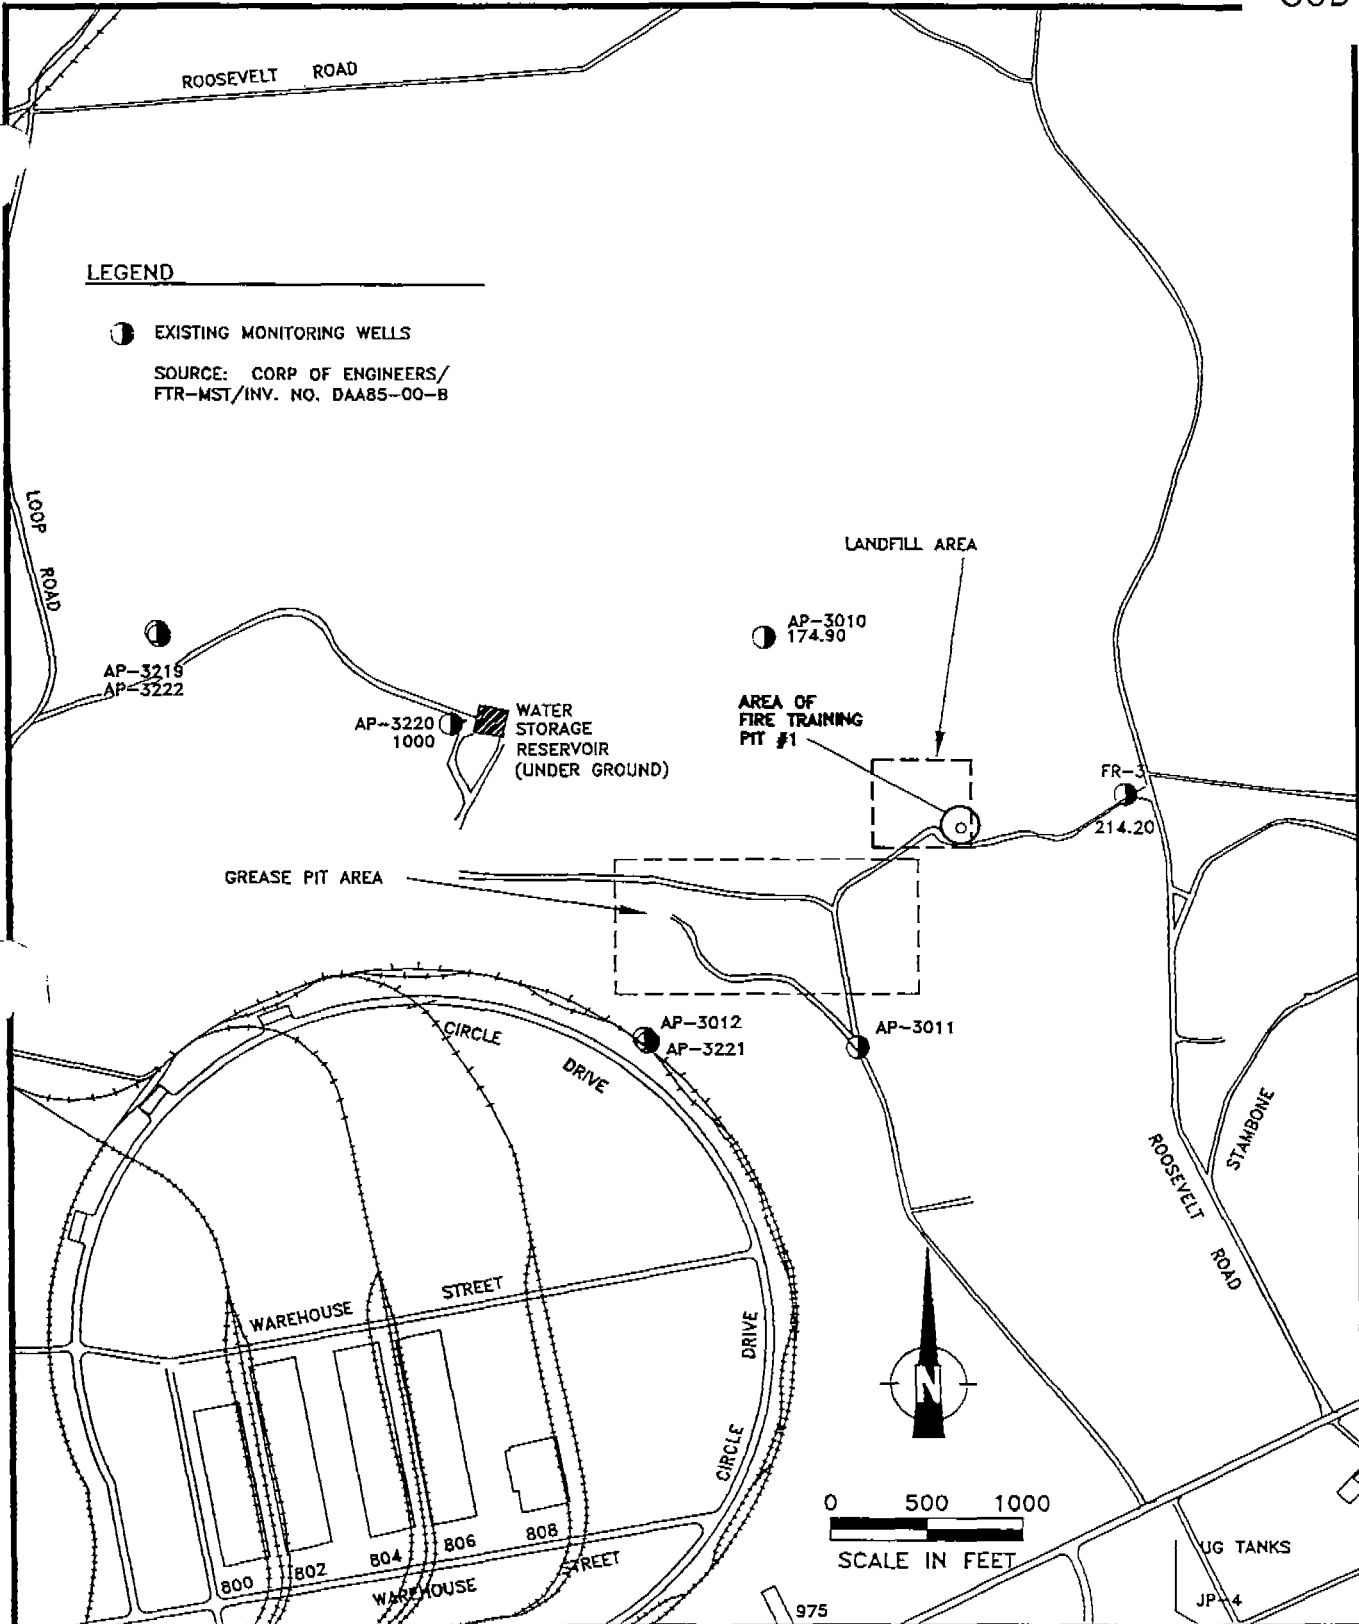 ROOSEVELT ROAD
LEGEND
EXISTING MONITORING WELLS
SOURCE: CORP OF ENGINEERS/
FTR-MST/INV. NO. DAA85-00-B
LOOP ROAD
LANDFILL AREA
AP-3010
174.90
AP-3219
AP-3222
AP-3220
1000
WATER
STORAGE
RESERVOIR
(UNDER GROUND)
AREA OF
FIRE TRAINING
PIT #1
FR-3
214.20
GREASE PIT AREA
AP-3012
AP-3221
AP-3011
CIRCLE DRIVE
STAMBONE
ROOSEVELT ROAD
WAREHOUSE STREET
CIRCLE DRIVE
N
0 500 1000
SCALE IN FEET
800
802
804
806
808
WAREHOUSE STREET
UG TANKS
JP-4
975